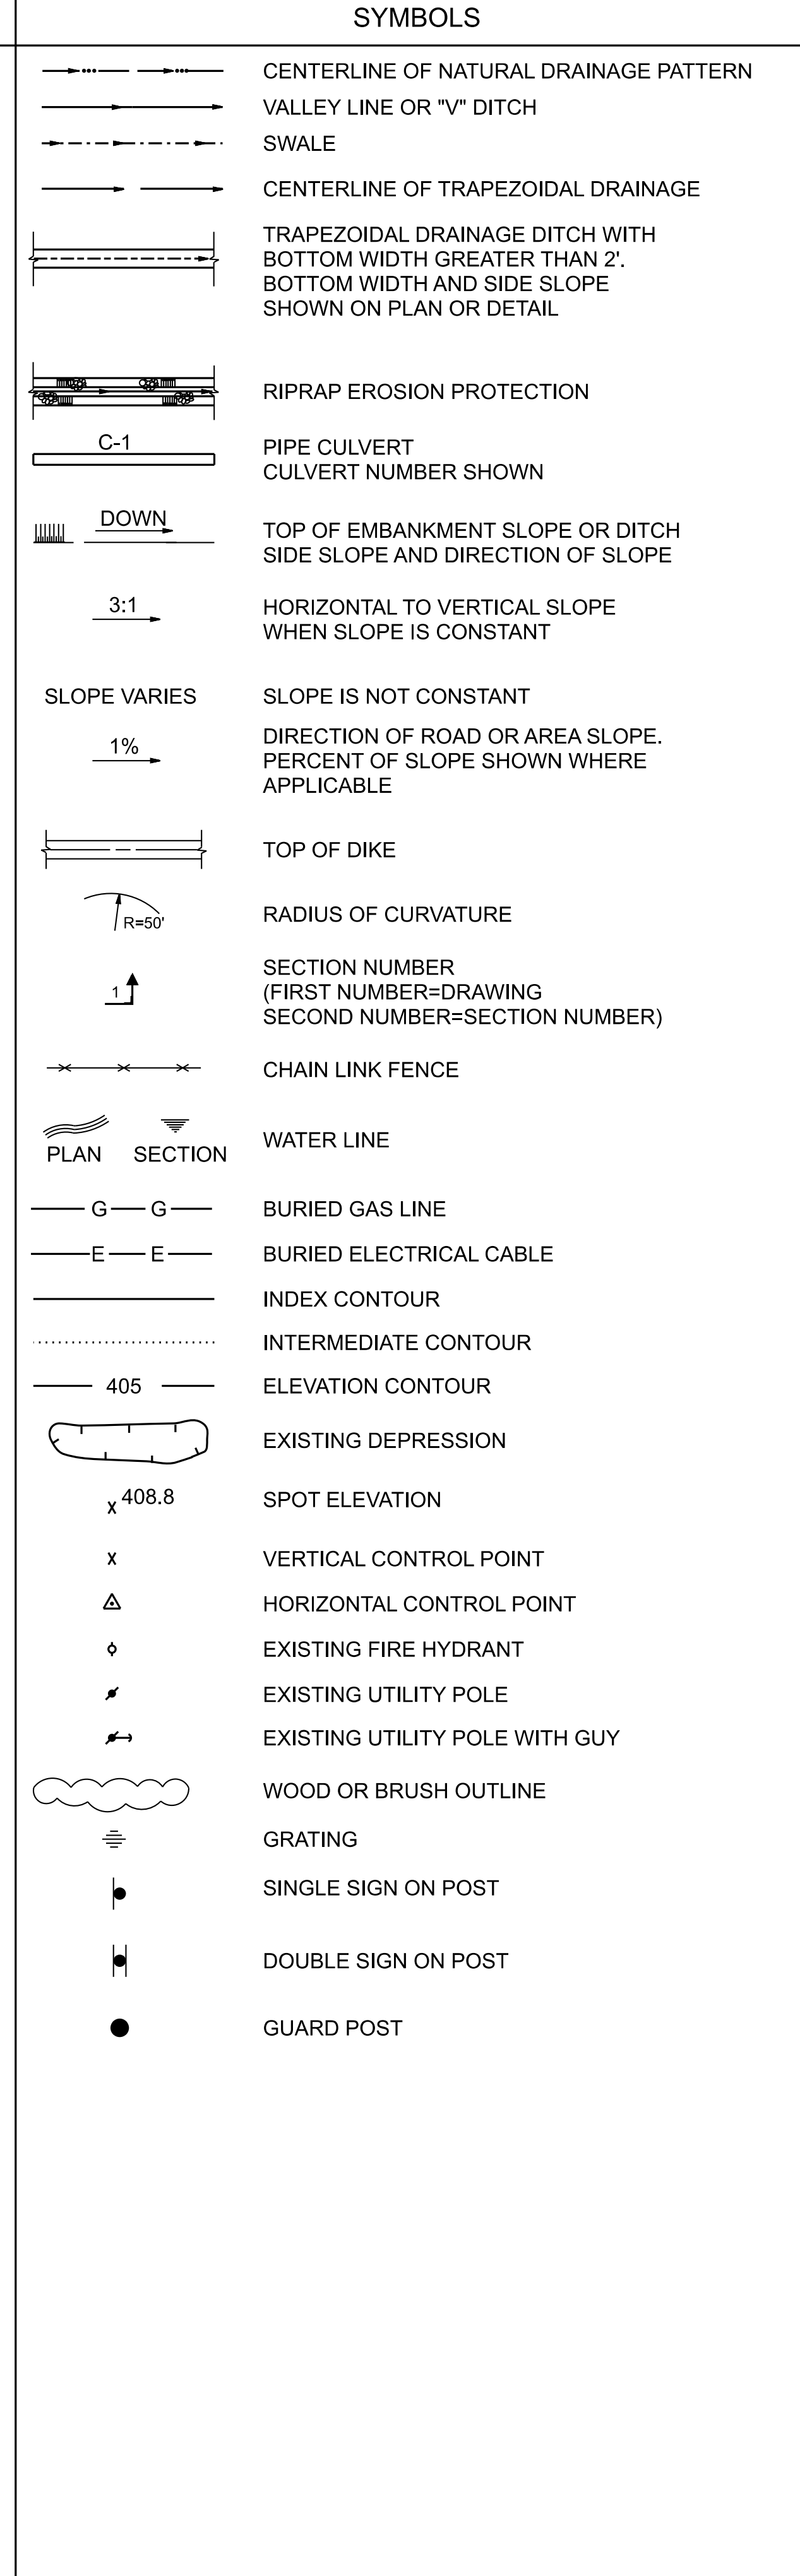 SYMBOLS
CENTERLINE OF NATURAL DRAINAGE PATTERN
VALLEY LINE OR "V" DITCH
SWALE
CENTERLINE OF TRAPEZOIDAL DRAINAGE
TRAPEZOIDAL DRAINAGE DITCH WITH
BOTTOM WIDTH GREATER THAN 2'.
BOTTOM WIDTH AND SIDE SLOPE
SHOWN ON PLAN OR DETAIL
RIPRAP EROSION PROTECTION
C-1
PIPE CULVERT
CULVERT NUMBER SHOWN
DOWN
TOP OF EMBANKMENT SLOPE OR DITCH
SIDE SLOPE AND DIRECTION OF SLOPE
3:1
HORIZONTAL TO VERTICAL SLOPE
WHEN SLOPE IS CONSTANT
SLOPE VARIES
SLOPE IS NOT CONSTANT
1%
DIRECTION OF ROAD OR AREA SLOPE.
PERCENT OF SLOPE SHOWN WHERE
APPLICABLE
TOP OF DIKE
R=50'
RADIUS OF CURVATURE
1
SECTION NUMBER
(FIRST NUMBER=DRAWING
SECOND NUMBER=SECTION NUMBER)
CHAIN LINK FENCE
PLAN SECTION
WATER LINE
G G
BURIED GAS LINE
E E
BURIED ELECTRICAL CABLE
INDEX CONTOUR
INTERMEDIATE CONTOUR
405
ELEVATION CONTOUR
EXISTING DEPRESSION
x 408.8
SPOT ELEVATION
x
VERTICAL CONTROL POINT
HORIZONTAL CONTROL POINT
EXISTING FIRE HYDRANT
EXISTING UTILITY POLE
EXISTING UTILITY POLE WITH GUY
WOOD OR BRUSH OUTLINE
GRATING
SINGLE SIGN ON POST
DOUBLE SIGN ON POST
GUARD POST